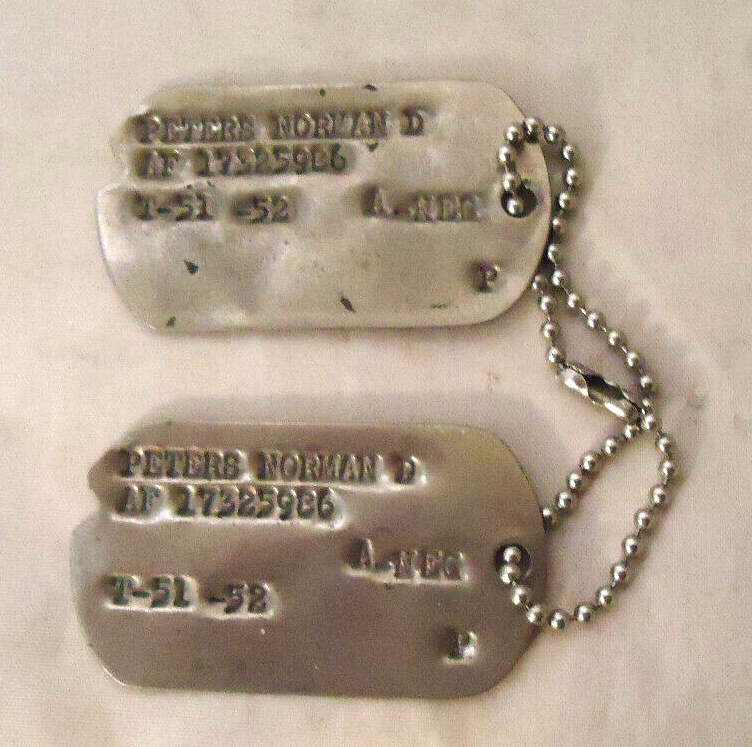 PETERS NORMAN D
AF 17325986
T-51 -52 A-NEG
P
PETERS NORMAN D
AF 17325986
A-NEG
T-51 -52
P